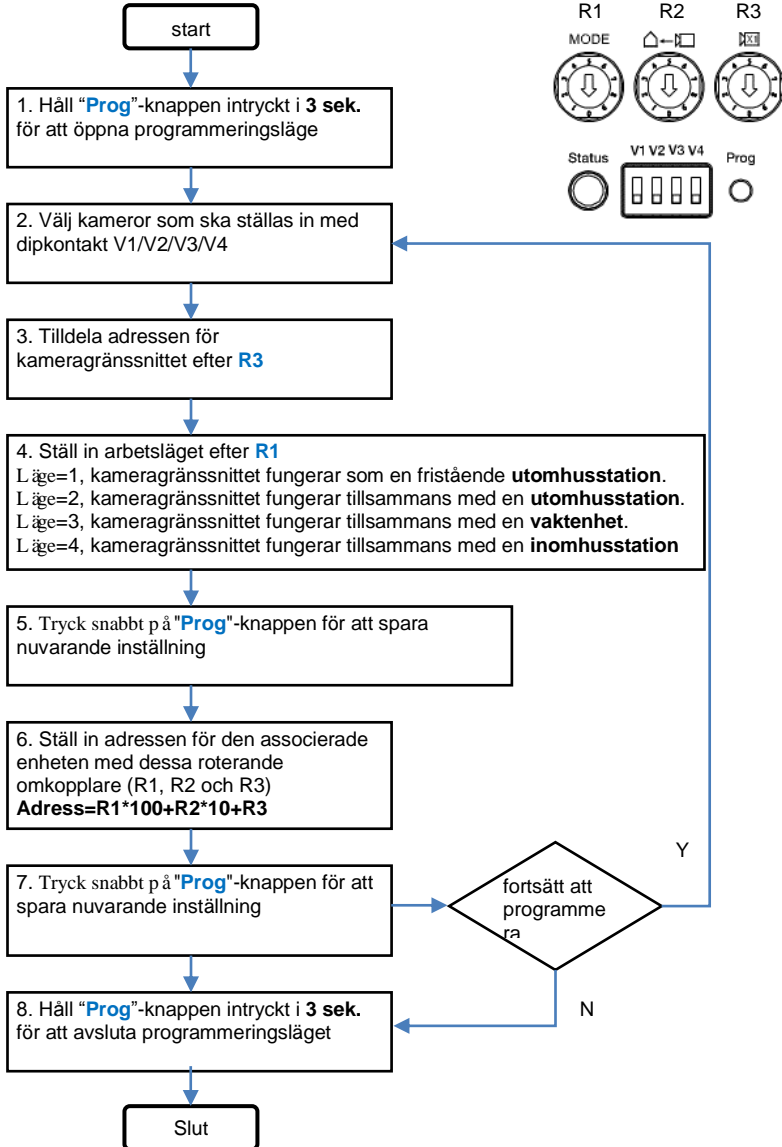 start
R1 R2 R3
MODE
X1
1. Håll “Prog”-knappen intryckt i 3 sek.
för att öppna programmeringsläge
Status V1 V2 V3 V4 Prog
2. Välj kameror som ska ställas in med
dipkontakt V1/V2/V3/V4
3. Tilldela adressen för
kameragränssnittet efter R3
4. Ställ in arbetsläget efter R1
Läge=1, kameragränssnittet fungerar som en fristående utomhusstation.
Läge=2, kameragränssnittet fungerar tillsammans med en utomhusstation.
Läge=3, kameragränssnittet fungerar tillsammans med en vaktenhet.
Läge=4, kameragränssnittet fungerar tillsammans med en inomhusstation
5. Tryck snabbt på "Prog"-knappen för att spara
nuvarande inställning
6. Ställ in adressen för den associerade
enheten med dessa roterande
omkopplare (R1, R2 och R3)
Adress=R1*100+R2*10+R3
7. Tryck snabbt på "Prog"-knappen för att
spara nuvarande inställning
fortsätt att
programme
ra
Y
N
8. Håll “Prog”-knappen intryckt i 3 sek.
för att avsluta programmeringsläget
Slut